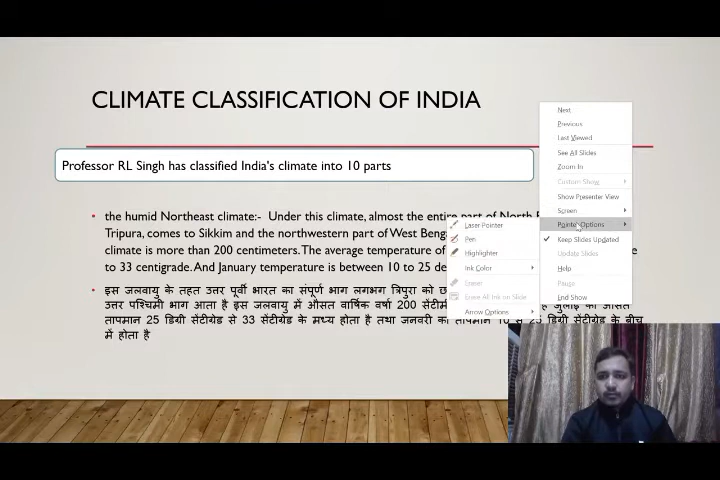 CLIMATE CLASSIFICATION OF INDIA
Professor RL Singh has classified India's climate into 10 parts
• the humid Northeast climate:- Under this climate, almost the entire part of North E
Tripura, comes to Sikkim and the northwestern part of West Beng
climate is more than 200 centimeters. The average temperature of
to 33 centigrade. And January temperature is between 10 to 25 de
• इस जलवायु के तहत उत्तर पूर्वी भारत का संपूर्ण भाग लगभग त्रिपुरा को छ
उत्तर पश्चिमी भाग आता है इस जलवायु में औसत वार्षिक वर्षा 200 सेंटीम
तापमान 25 डिग्री सेंटीग्रेड से 33 सेंटीग्रेड के मध्य होता है तथा जनवरी का तापमान 10 से 25 डिग्री सेंटीग्रेड के बीच
में होता है
Next
Previous
Last Viewed
See All Slides
Zoom In
Custom Show
Show Presenter View
Screen
Pointer Options
Keep Slides Updated
Update Slides
Help
Pause
End Show
Laser Pointer
Pen
Highlighter
Ink Color
Eraser
Erase All Ink on Slide
Arrow Options